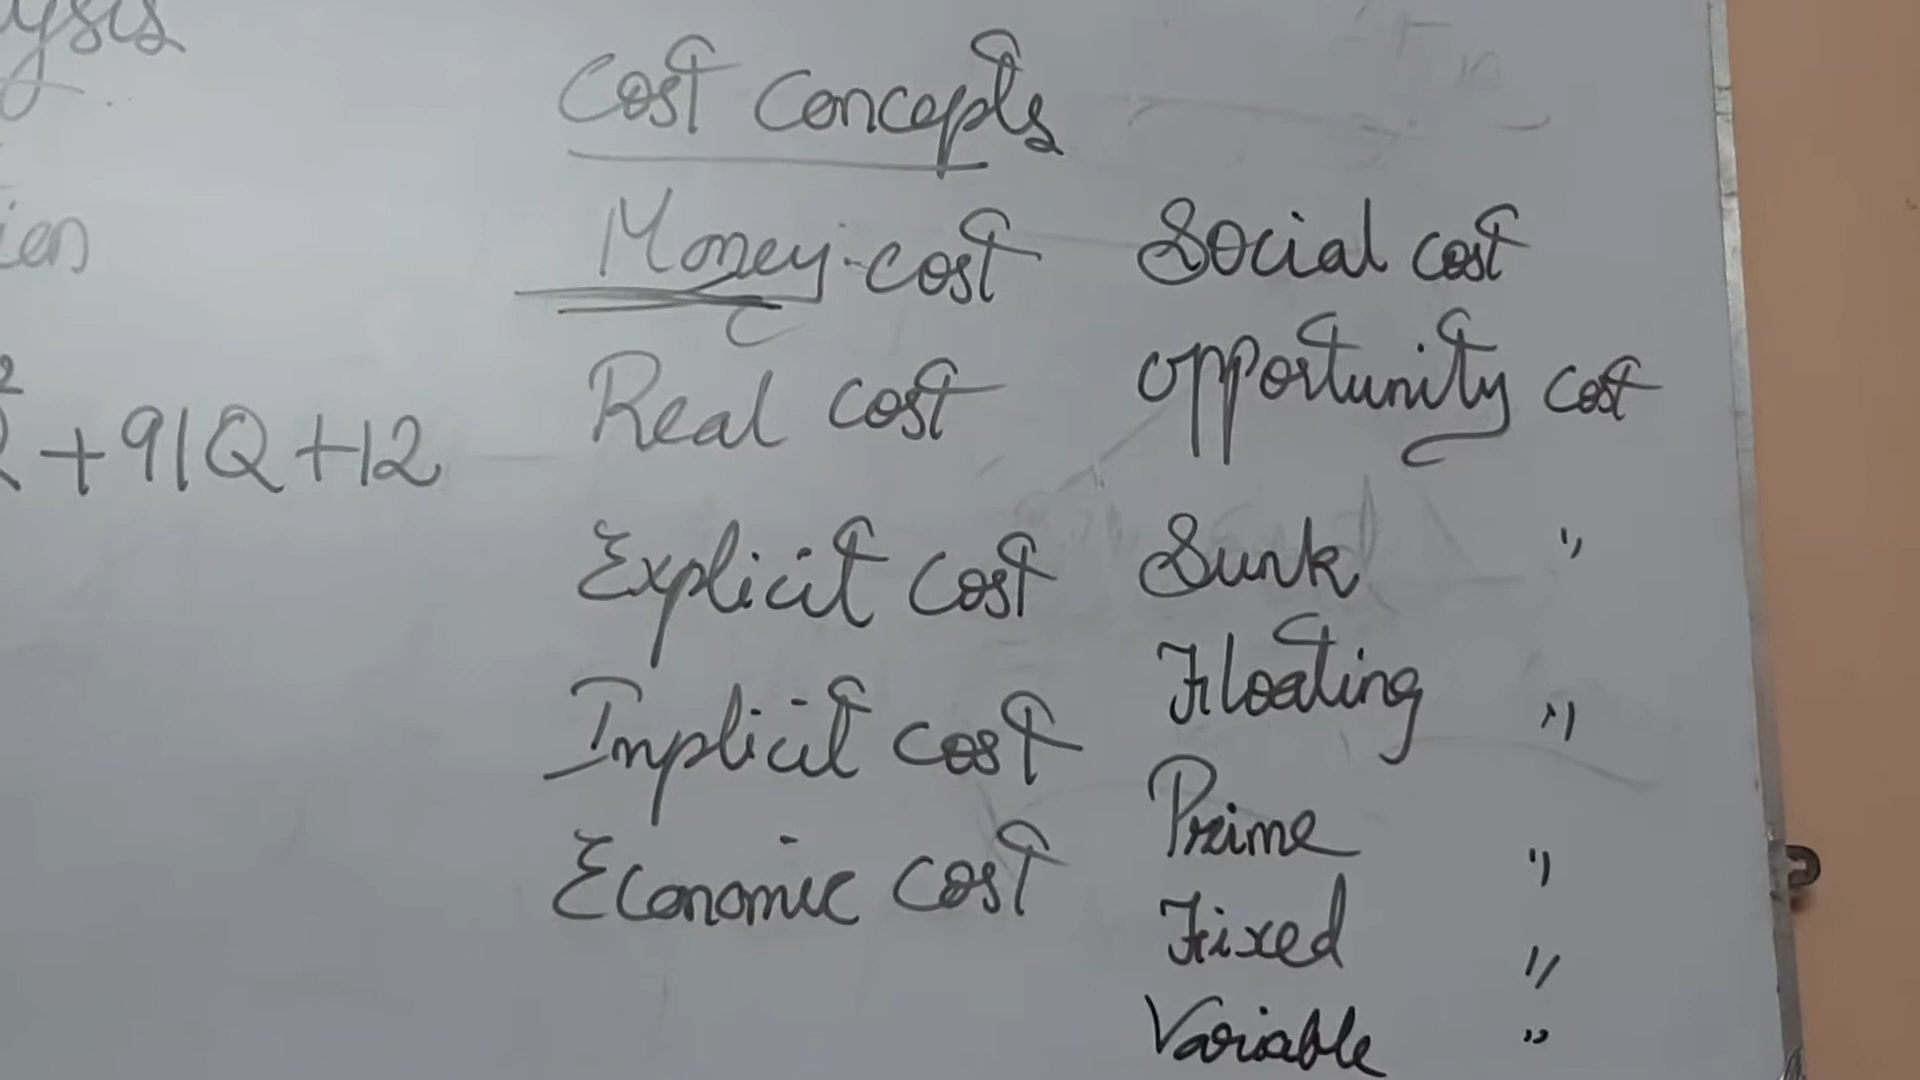 Cost Concepts
Money-cost
Real cost
Explicit cost
Implicit cost
Economic cost
Social cost
opportunity cost
Sunk "
Floating "
Prime "
Fixed "
Variable "
+91Q+12